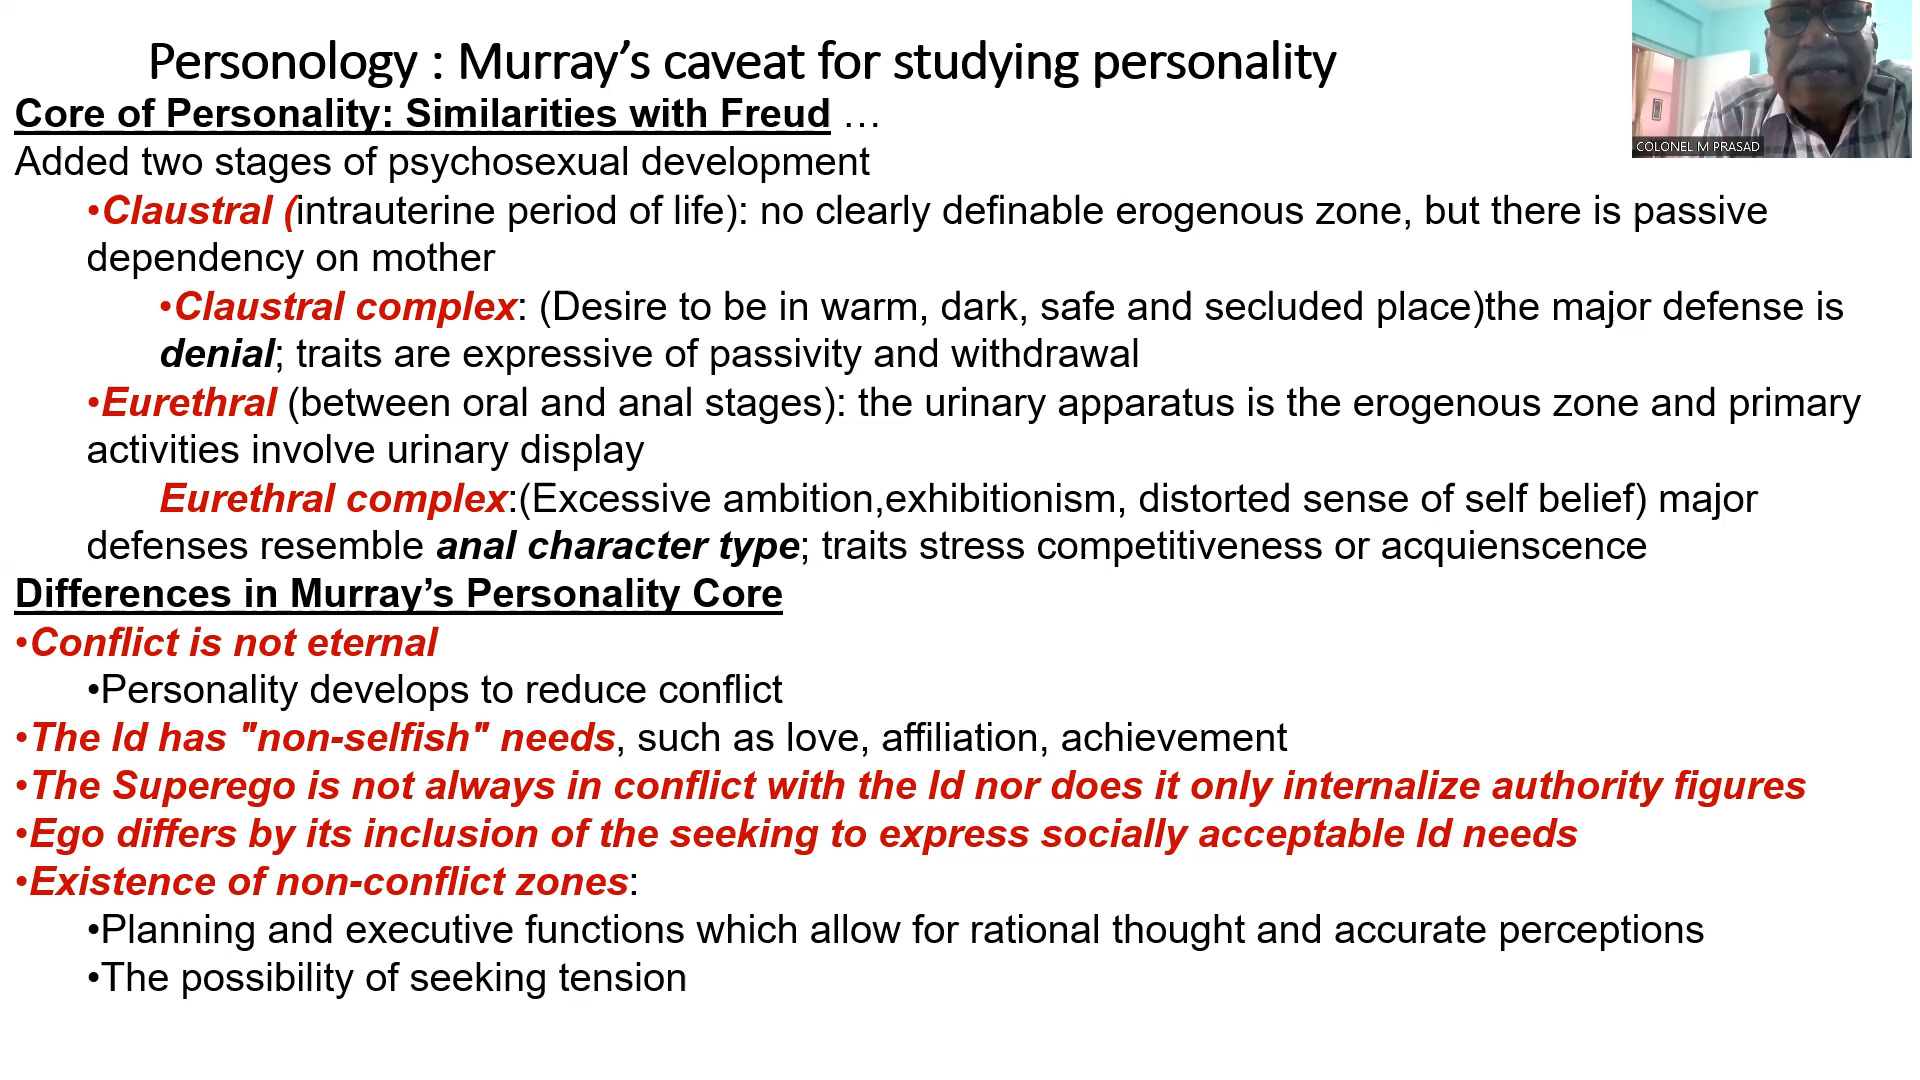 Personology : Murray’s caveat for studying personality
COLONEL M PRASAD
Core of Personality: Similarities with Freud …
Added two stages of psychosexual development
•Claustral (intrauterine period of life): no clearly definable erogenous zone, but there is passive
dependency on mother
•Claustral complex: (Desire to be in warm, dark, safe and secluded place)the major defense is
denial; traits are expressive of passivity and withdrawal
•Eurethral (between oral and anal stages): the urinary apparatus is the erogenous zone and primary
activities involve urinary display
Eurethral complex:(Excessive ambition,exhibitionism, distorted sense of self belief) major
defenses resemble anal character type; traits stress competitiveness or acquienscence
Differences in Murray’s Personality Core
•Conflict is not eternal
•Personality develops to reduce conflict
•The Id has "non-selfish" needs, such as love, affiliation, achievement
•The Superego is not always in conflict with the Id nor does it only internalize authority figures
•Ego differs by its inclusion of the seeking to express socially acceptable Id needs
•Existence of non-conflict zones:
•Planning and executive functions which allow for rational thought and accurate perceptions
•The possibility of seeking tension